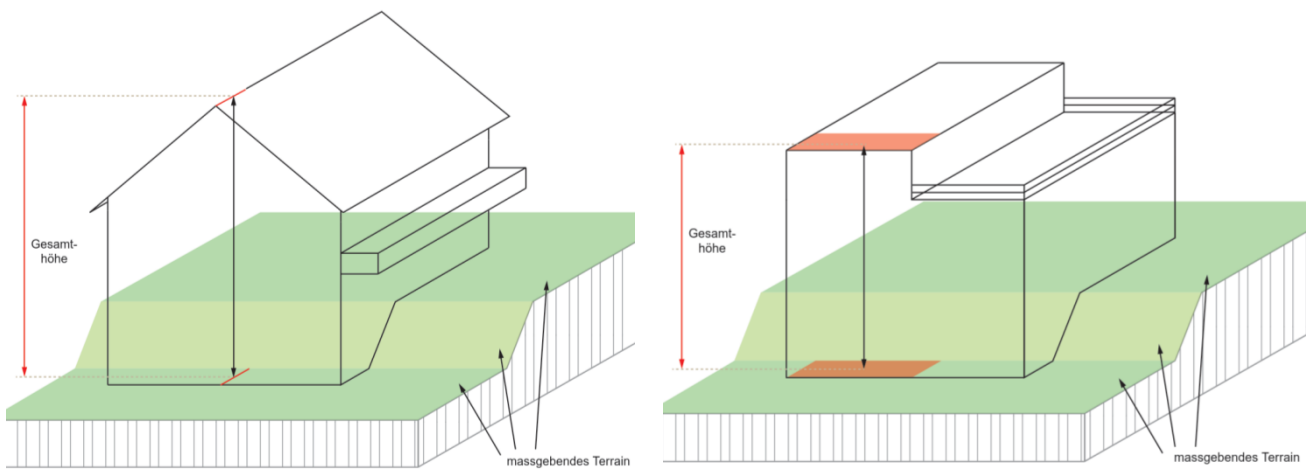 Gesamt-
höhe
massgebendes Terrain
Gesamt-
höhe
massgebendes Terrain